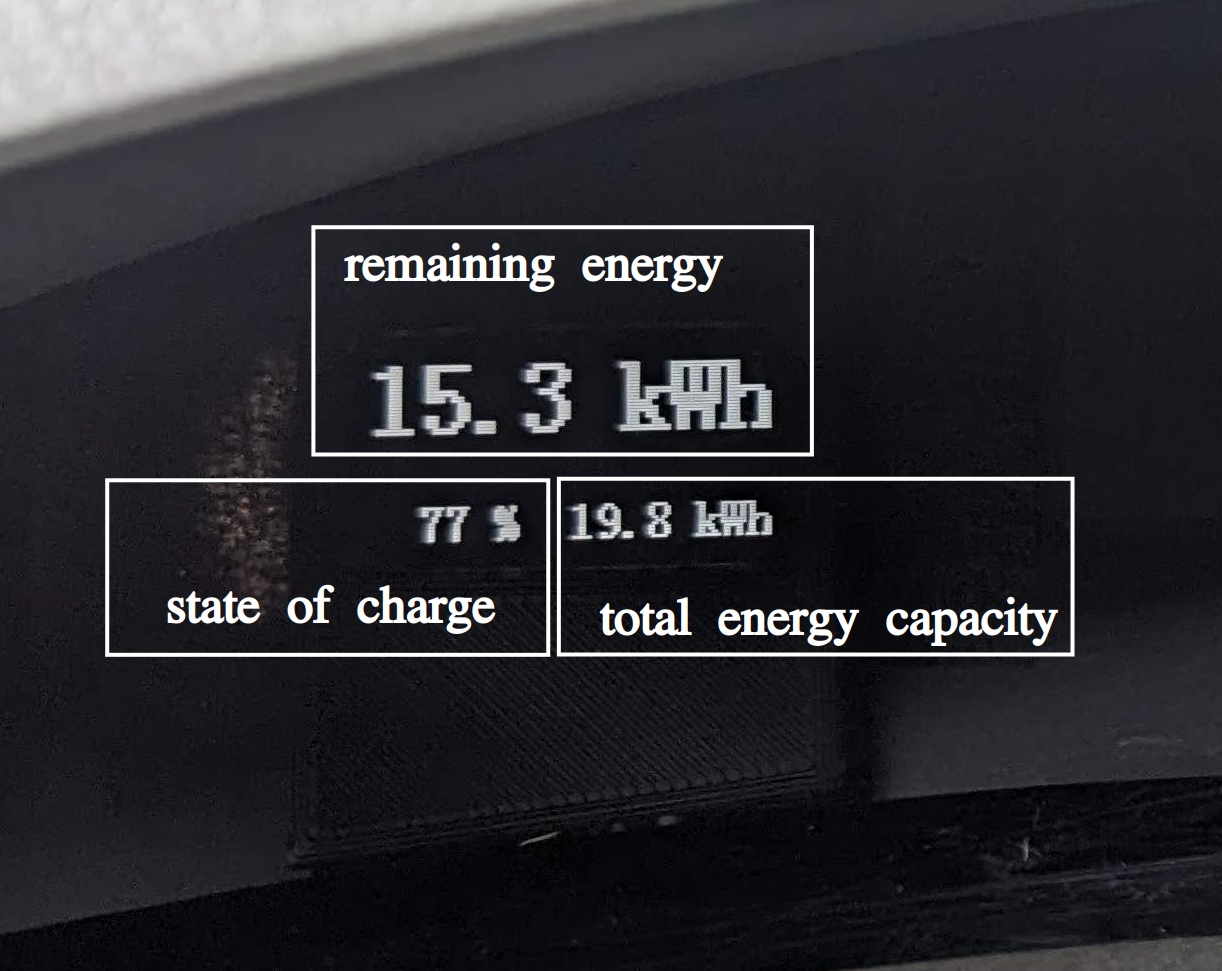 remaining energy
15.3 kWh
77 % 19.8 kWh
state of charge
total energy capacity